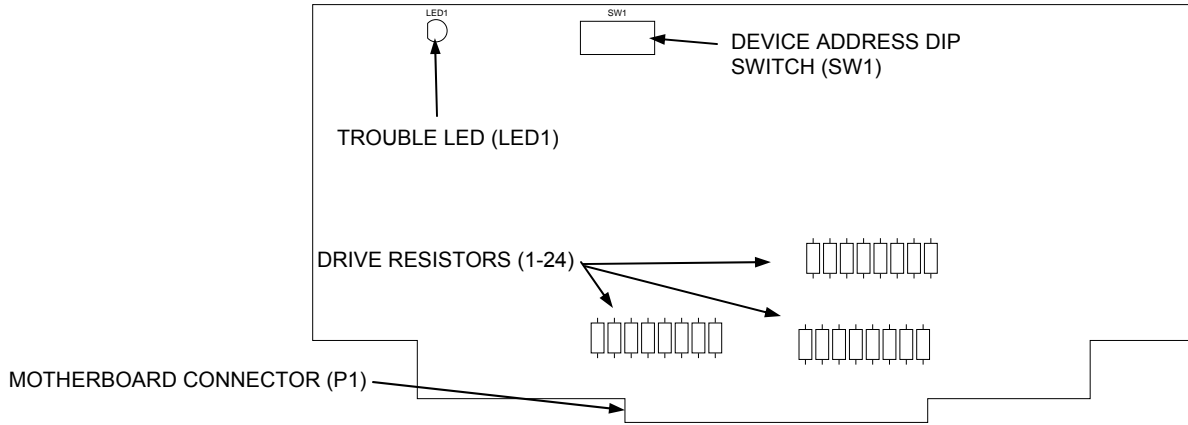 LED1
SW1
DEVICE ADDRESS DIP
SWITCH (SW1)
TROUBLE LED (LED1)
DRIVE RESISTORS (1-24)
MOTHERBOARD CONNECTOR (P1)